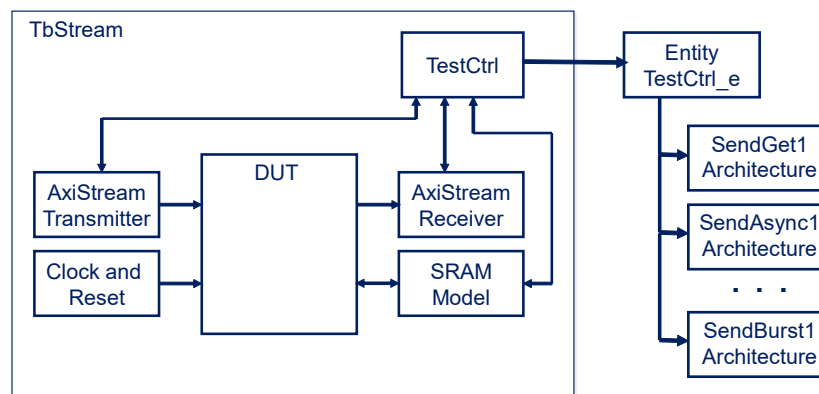 TbStream
TestCtrl
Entity
TestCtrl_e
SendGet1
Architecture
DUT
AxiStream
Transmitter
AxiStream
Receiver
SendAsync1
Architecture
Clock and
Reset
SRAM
Model
. . .
SendBurst1
Architecture